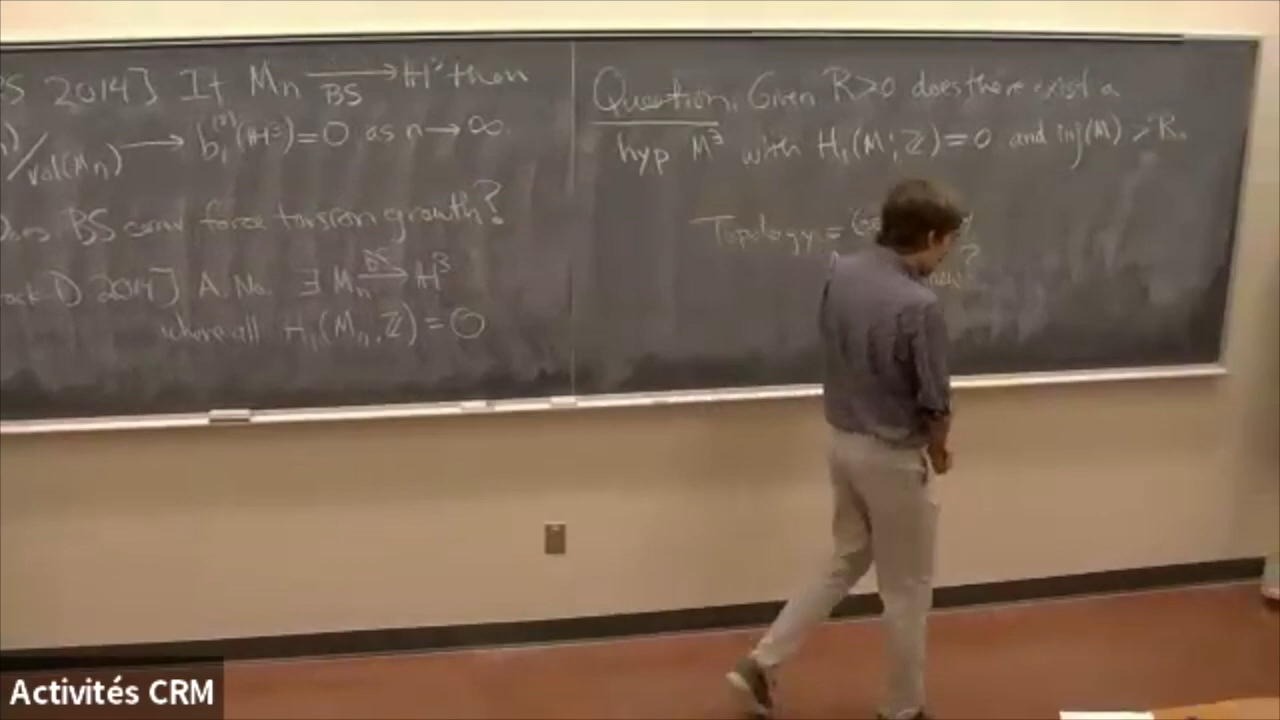 2014] If Mn → H³ then
BS
/vol(Mn) → b₁⁽²⁾(H³) = 0 as n → ∞.
Does BS conv force torsion growth?
2014] A. No. ∃ Mn →^BS H³
where all H₁(Mn, ℤ) = 0
Question. Given R>0 does there exist a
hyp M³ with H₁(M; ℤ) = 0 and inj(M) > R.
Topology =
?
Activités CRM